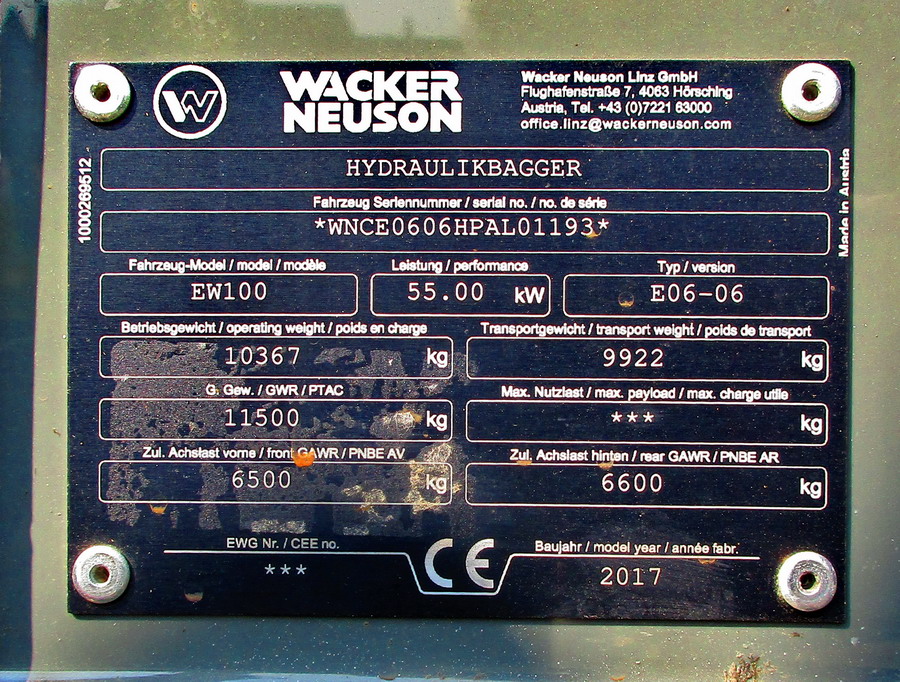 W
WACKER
NEUSON
Wacker Neuson Linz GmbH
Flughafenstraße 7, 4063 Hörsching
Austria, Tel. +43 (0)7221 63000
office.linz@wackerneuson.com
1000269512
HYDRAULIKBAGGER
Made in Austria
Fahrzeug Seriennummer / serial no. / no. de série
*WNCE0606HPAL01193*
Fahrzeug-Model / model / modèle Leistung / performance Typ / version
EW100 55.00 kW E06-06
Betriebsgewicht / operating weight / poids en charge Transportgewicht / transport weight / poids de transport
10367 kg 9922 kg
G. Gew. / GWR / PTAC Max. Nutzlast / max. payload / max. charge utile
11500 kg *** kg
Zul. Achslast vorne / front GAWR / PNBE AV Zul. Achslast hinten / rear GAWR / PNBE AR
6500 kg 6600 kg
EWG Nr. / CEE no. CE Baujahr / model year / année fabr.
*** 2017